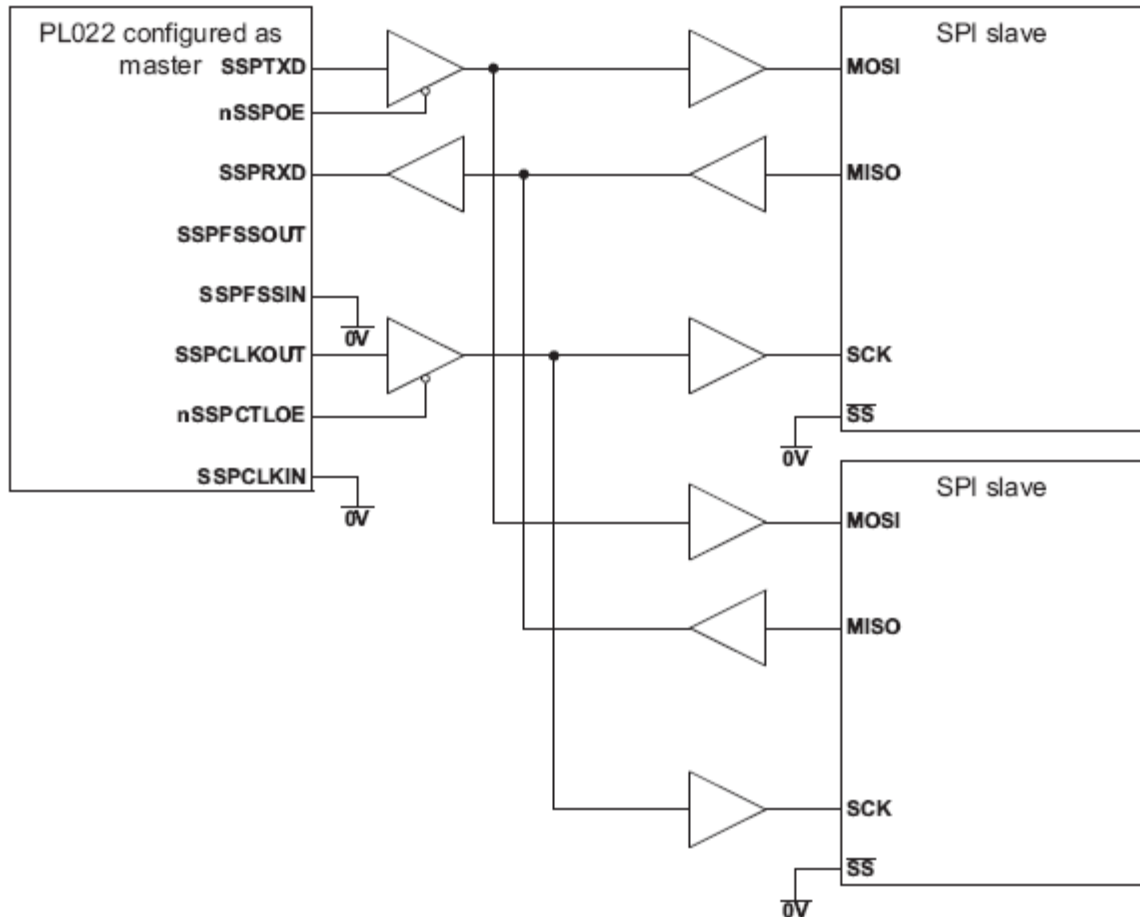 PL022 configured as
master
SSPTXD
nSSPOE
SSPRXD
SSPFSSOUT
SSPFSSIN
0V
SSPCLKOUT
nSSPCTLOE
SSPCLKIN
0V
SPI slave
MOSI
MISO
SCK
SS
0V
SPI slave
MOSI
MISO
SCK
SS
0V